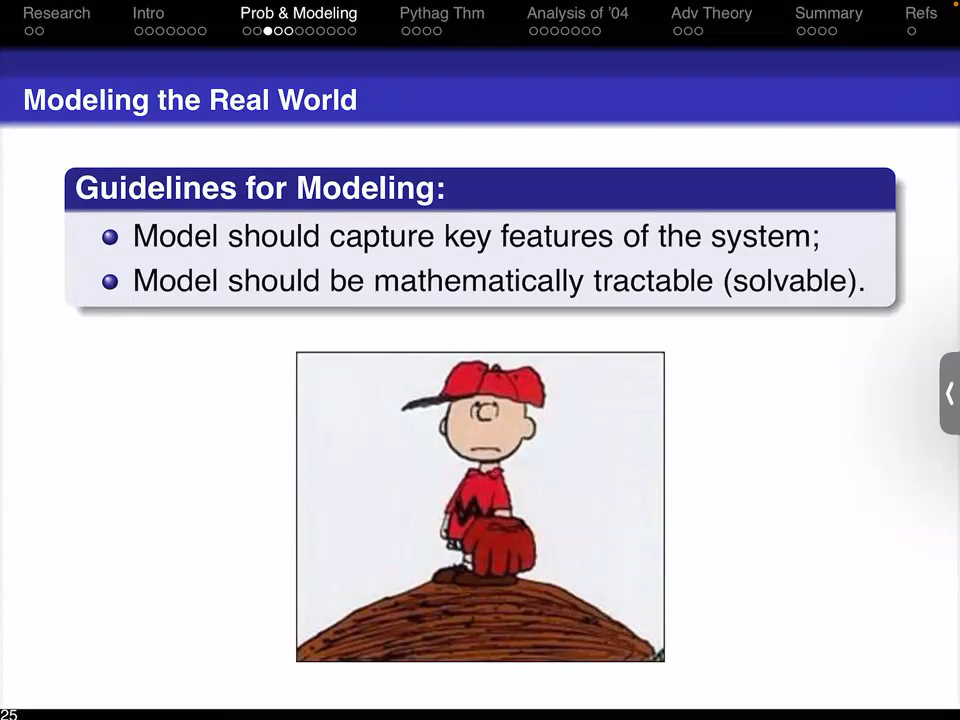 Research Intro Prob & Modeling Pythag Thm Analysis of ’04 Adv Theory Summary Refs
Modeling the Real World
Guidelines for Modeling:
Model should capture key features of the system;
Model should be mathematically tractable (solvable).
25